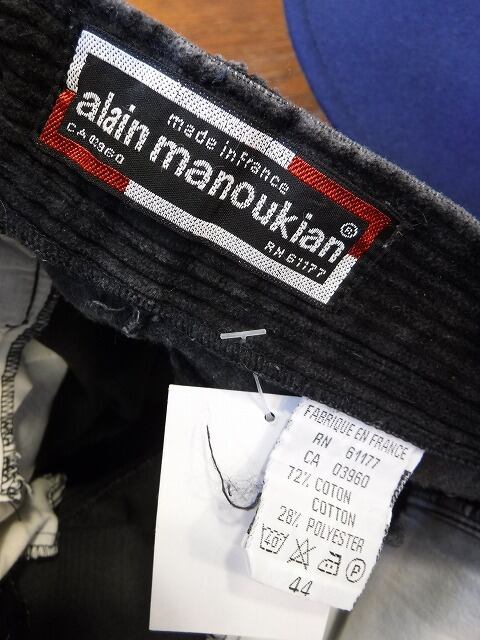 made in france
alain manoukian®
CA 03960
RN 61177
FABRIQUE EN FRANCE
RN 61177
CA 03960
72% COTON
COTTON
28% POLYESTER
40 P
44